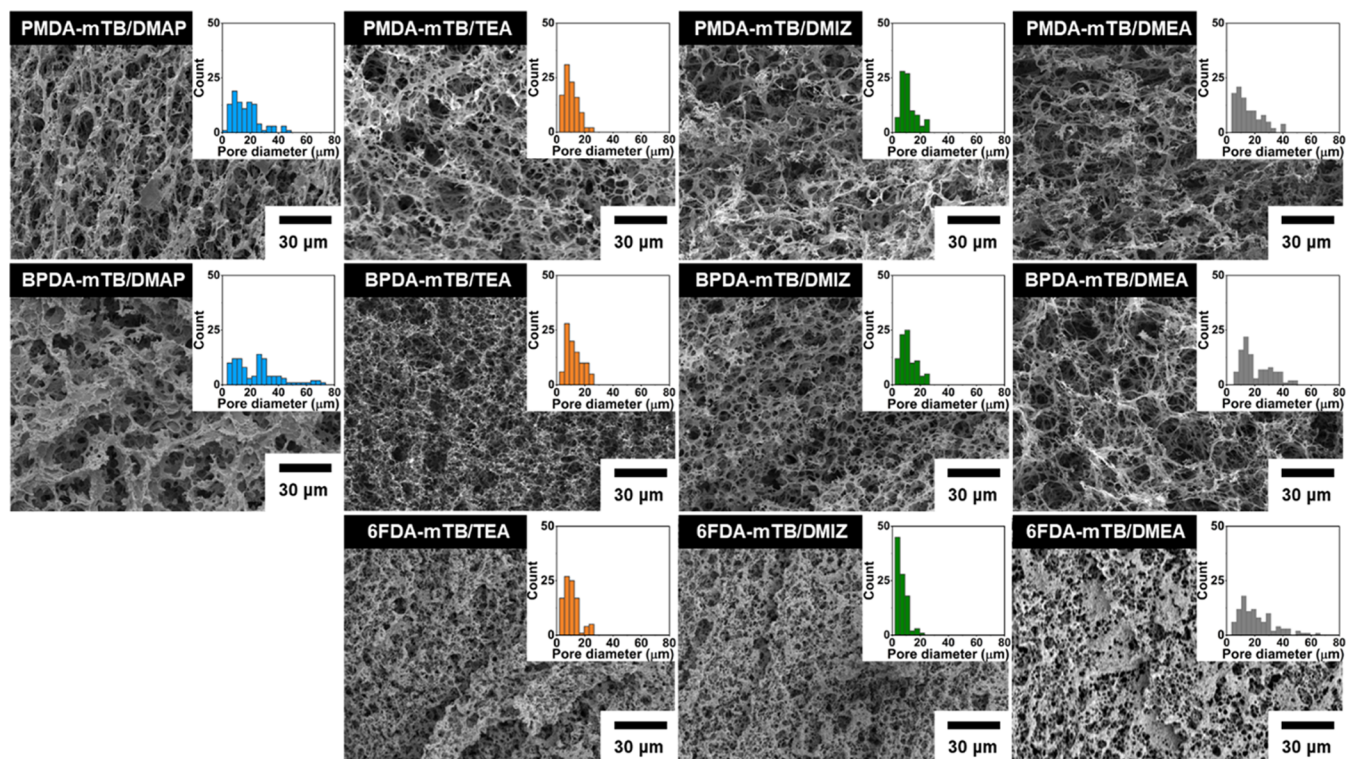 PMDA-mTB/DMAP
50
Count
25
0
0 20 40 60 80
Pore diameter (μm)
30 μm
PMDA-mTB/TEA
50
Count
25
0
0 20 40 60 80
Pore diameter (μm)
30 μm
PMDA-mTB/DMIZ
50
Count
25
0
0 20 40 60 80
Pore diameter (μm)
30 μm
PMDA-mTB/DMEA
50
Count
25
0
0 20 40 60 80
Pore diameter (μm)
30 μm
BPDA-mTB/DMAP
50
Count
25
0
0 20 40 60 80
Pore diameter (μm)
30 μm
BPDA-mTB/TEA
50
Count
25
0
0 20 40 60 80
Pore diameter (μm)
30 μm
BPDA-mTB/DMIZ
50
Count
25
0
0 20 40 60 80
Pore diameter (μm)
30 μm
BPDA-mTB/DMEA
50
Count
25
0
0 20 40 60 80
Pore diameter (μm)
30 μm
6FDA-mTB/TEA
50
Count
25
0
0 20 40 60 80
Pore diameter (μm)
30 μm
6FDA-mTB/DMIZ
50
Count
25
0
0 20 40 60 80
Pore diameter (μm)
30 μm
6FDA-mTB/DMEA
50
Count
25
0
0 20 40 60 80
Pore diameter (μm)
30 μm